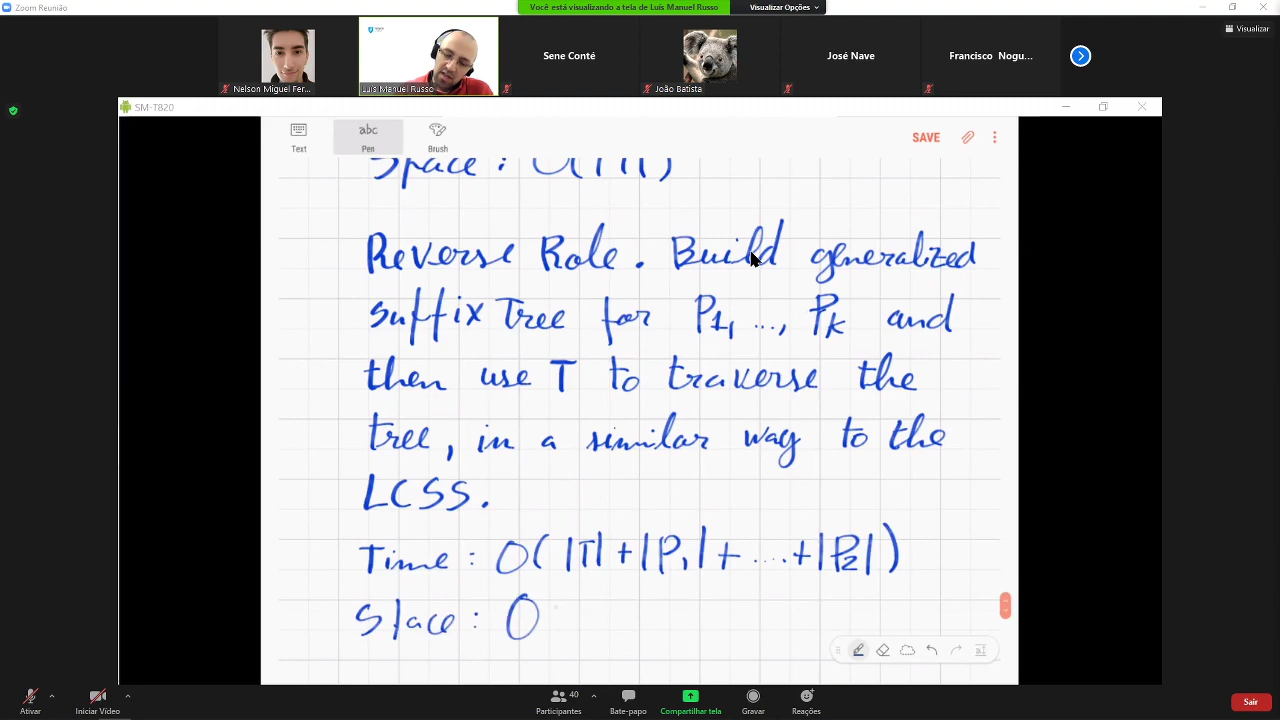 Zoom Reunião
Você está visualizando a tela de Luís Manuel Russo
Visualizar Opções
Visualizar
Nelson Miguel Fer...
Luís Manuel Russo
Sene Conté
João Batista
José Nave
Francisco Nogu...
SM-T820
Text
abc
Pen
Brush
SAVE
Space : O(|T|)
Reverse Role. Build generalized
suffix Tree for P1, ..., Pk and
then use T to traverse the
tree, in a similar way to the
LCSS.
Time : O( |T| + |P1| + .... + |P2| )
Space : O
Ativar
Iniciar Vídeo
40
Participantes
Bate-papo
Compartilhar tela
Gravar
Reações
Sair